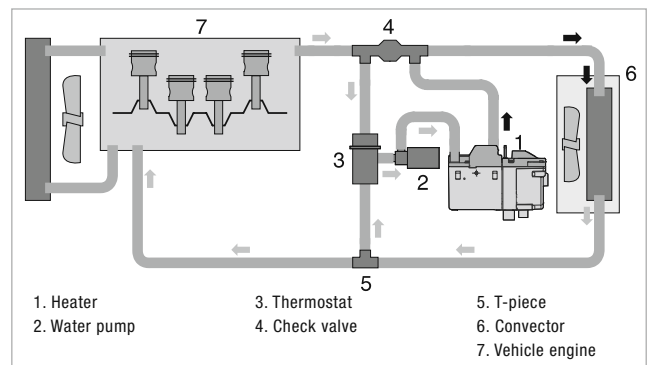 7
4
6
1
3
2
5
1. Heater
2. Water pump
3. Thermostat
4. Check valve
5. T-piece
6. Convector
7. Vehicle engine